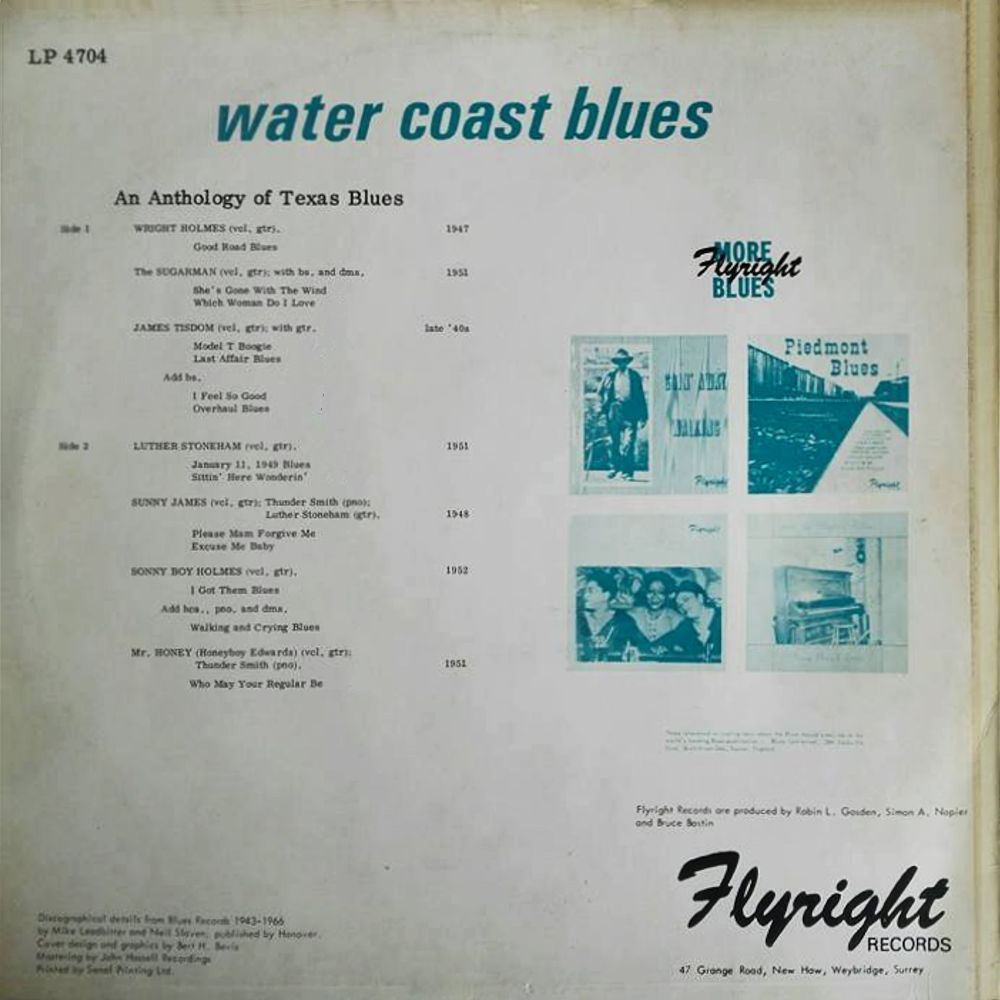 LP 4704
water coast blues
An Anthology of Texas Blues
Side 1 WRIGHT HOLMES (vcl, gtr). 1947
Good Road Blues
The SUGARMAN (vcl, gtr); with bs, and dms. 1951
She's Gone With The Wind
Which Woman Do I Love
JAMES TISDOM (vcl, gtr); with gtr. late '40s
Model T Boogie
Last Affair Blues
Add bs.
I Feel So Good
Overhaul Blues
Side 2 LUTHER STONEHAM (vcl, gtr). 1951
January 11, 1949 Blues
Sittin' Here Wonderin'
SUNNY JAMES (vcl, gtr); Thunder Smith (pno);
Luther Stoneham (gtr). 1948
Please Mam Forgive Me
Excuse Me Baby
SONNY BOY HOLMES (vcl, gtr). 1952
I Got Them Blues
Add hca., pno, and dms.
Walking and Crying Blues
Mr. HONEY (Honeyboy Edwards) (vcl, gtr);
Thunder Smith (pno). 1951
Who May Your Regular Be
MORE
Flyright
BLUES
WALKING
Flyright
Piedmont
Blues
Flyright
Flyright
Flyright Records are produced by Robin L. Gosden, Simon A. Napier
and Bruce Bastin
Flyright
RECORDS
47 Grange Road, New Haw, Weybridge, Surrey
Discographical details from Blues Records 1943-1966
by Mike Leadbitter and Neil Slaven; published by Hanover.
Cover design and graphics by Bert H. Bevis
Mastering by John Hassell Recordings
Printed by Senol Printing Ltd.